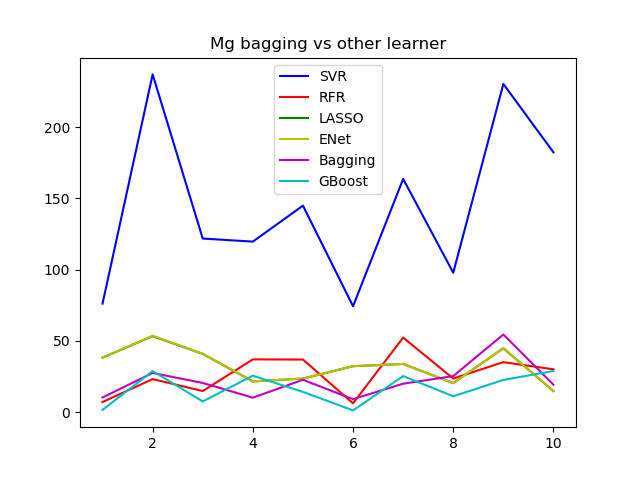 Mg bagging vs other learner
SVR
RFR
LASSO
ENet
Bagging
GBoost
200
150
100
50
0
2 4 6 8 10